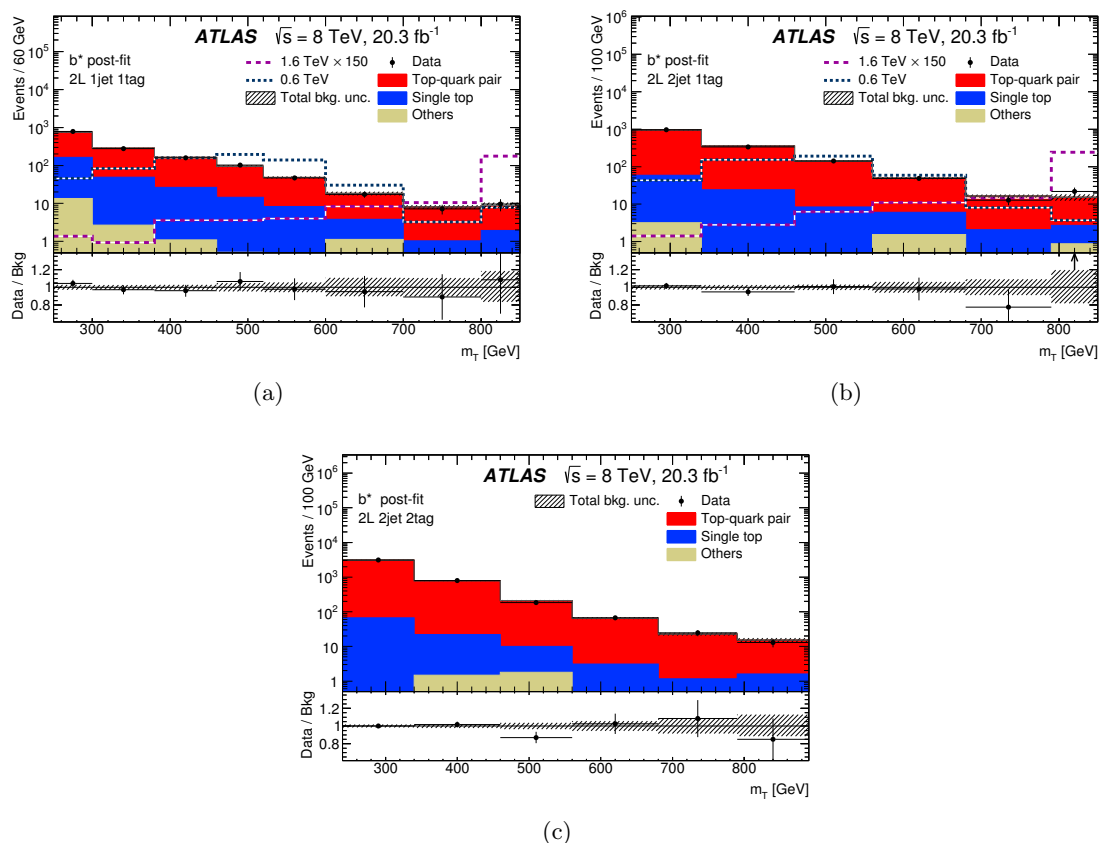 ATLAS √s = 8 TeV, 20.3 fb⁻¹
b* post-fit
2L 1jet 1tag
1.6 TeV × 150
0.6 TeV
Total bkg. unc.
Data
Top-quark pair
Single top
Others
Events / 60 GeV
10⁵
10⁴
10³
10²
10
1
Data / Bkg
1.2
1
0.8
300 400 500 600 700 800
m_T [GeV]
(a)
ATLAS √s = 8 TeV, 20.3 fb⁻¹
b* post-fit
2L 2jet 1tag
1.6 TeV × 150
0.6 TeV
Total bkg. unc.
Data
Top-quark pair
Single top
Others
Events / 100 GeV
10⁶
10⁵
10⁴
10³
10²
10
1
Data / Bkg
1.2
1
0.8
300 400 500 600 700 800
m_T [GeV]
(b)
ATLAS √s = 8 TeV, 20.3 fb⁻¹
b* post-fit
2L 2jet 2tag
Total bkg. unc.
Data
Top-quark pair
Single top
Others
Events / 100 GeV
10⁶
10⁵
10⁴
10³
10²
10
1
Data / Bkg
1.2
1
0.8
300 400 500 600 700 800
m_T [GeV]
(c)